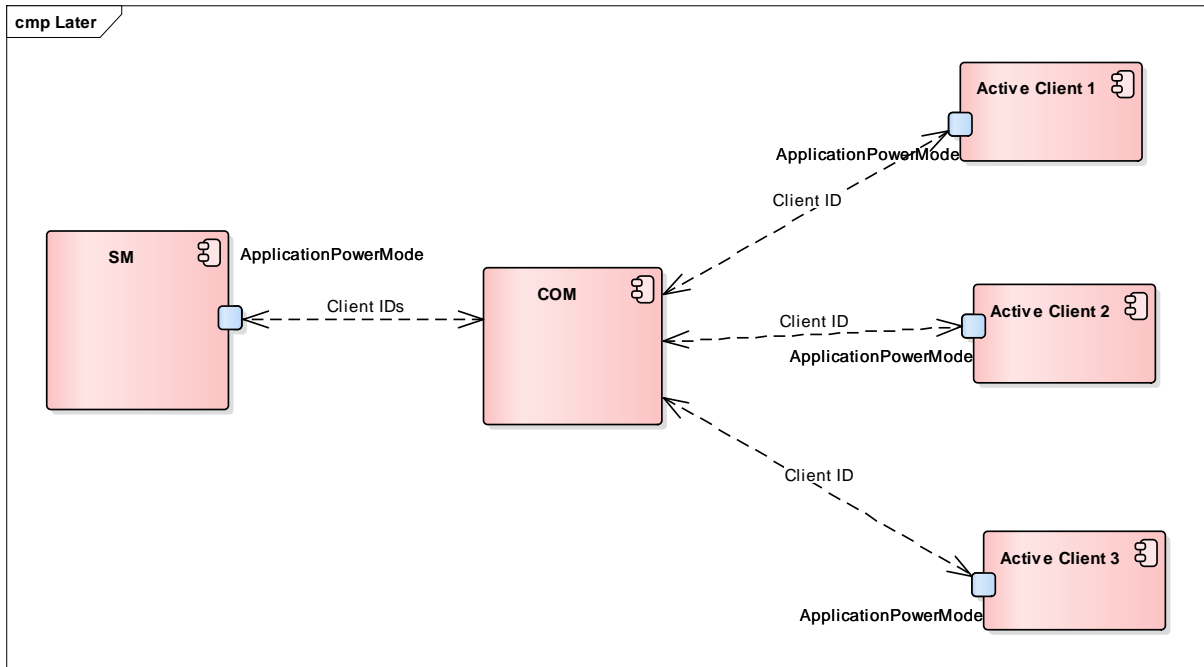 cmp Later
Active Client 1
ApplicationPowerMode
Client ID
SM
ApplicationPowerMode
Client IDs
COM
Client ID
Active Client 2
ApplicationPowerMode
Client ID
Active Client 3
ApplicationPowerMode